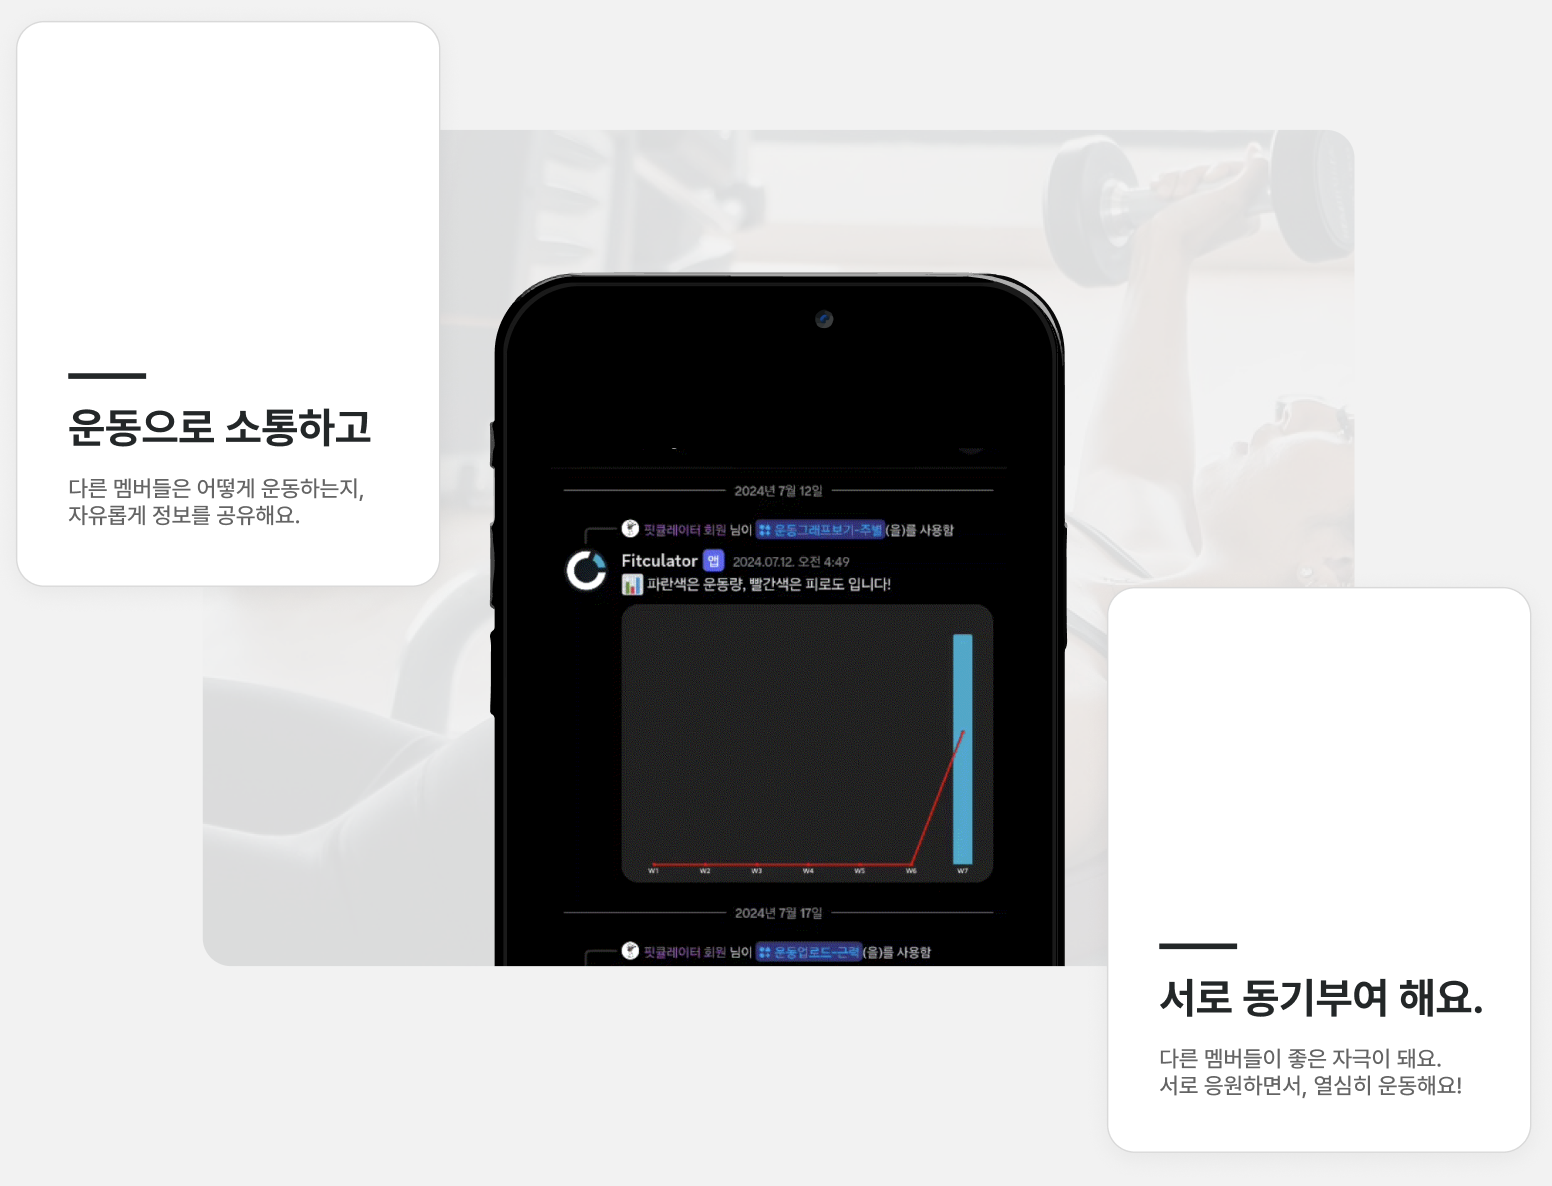 운동으로 소통하고
다른 멤버들은 어떻게 운동하는지,
자유롭게 정보를 공유해요.
2024년 7월 12일
핏큘레이터 회원 님이 운동그래프보기-주별 (을)를 사용함
Fitculator 앱 2024.07.12. 오전 4:49
파란색은 운동량, 빨간색은 피로도 입니다!
W1 W2 W3 W4 W5 W6 W7
2024년 7월 17일
핏큘레이터 회원 님이 운동업로드-근력 (을)를 사용함
서로 동기부여 해요.
다른 멤버들이 좋은 자극이 돼요.
서로 응원하면서, 열심히 운동해요!